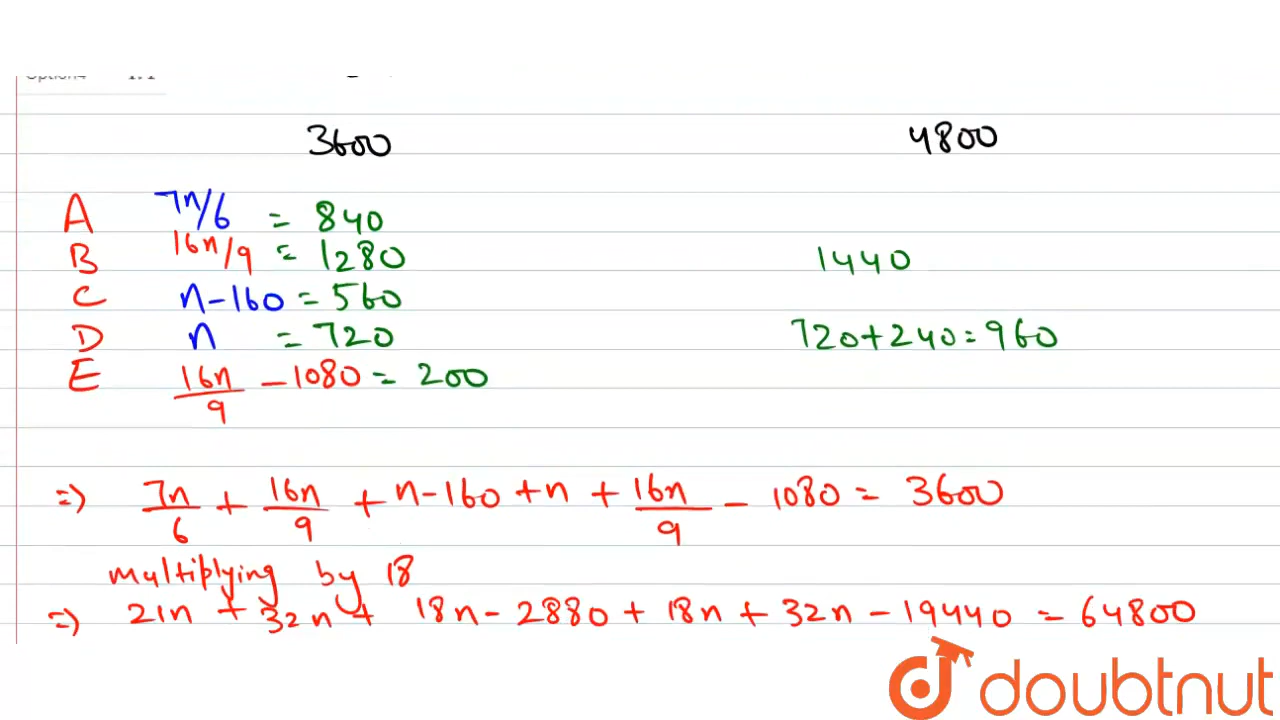 3600 4800
A 7n/6 = 840
B 16n/9 = 1280 1440
C n-160 = 560
D n = 720 720+240=960
E 16n/9 - 1080 = 200
=) 7n/6 + 16n/9 + n-160 + n + 16n/9 - 1080 = 3600
multiplying by 18
=) 21n + 32n + 18n - 2880 + 18n + 32n - 19440 = 64800
doubtnut